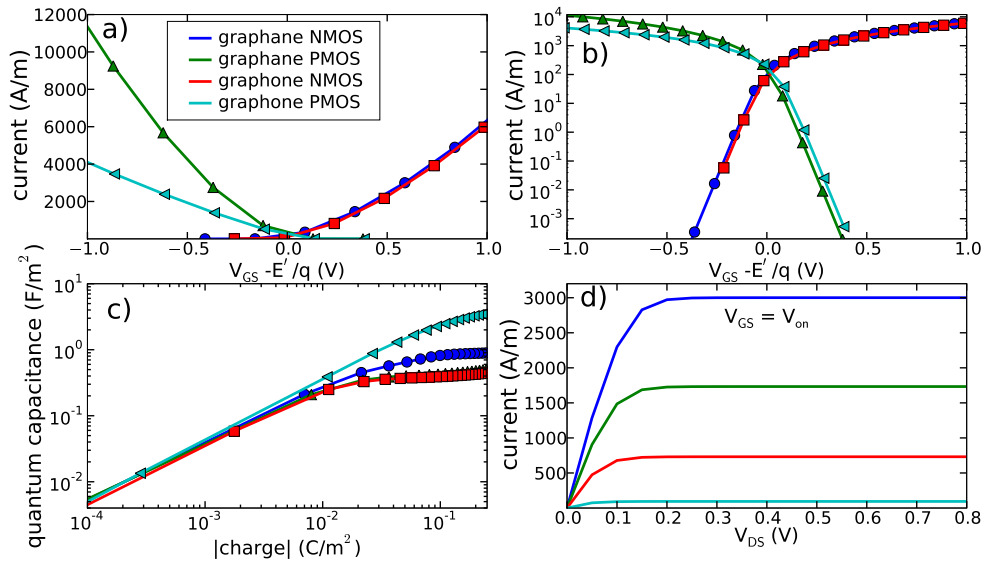 a)
graphane NMOS
graphane PMOS
graphone NMOS
graphone PMOS
12000
10000
8000
6000
4000
2000
current (A/m)
−1.0 −0.5 0.0 0.5 1.0
V_GS -E′/q (V)
b)
10^4
10^3
10^2
10^1
10^0
10^-1
10^-2
10^-3
current (A/m)
−1.0 −0.5 0.0 0.5 1.0
V_GS -E′/q (V)
c)
10^1
10^0
10^-1
10^-2
quantum capacitance (F/m^2)
10^-4 10^-3 10^-2 10^-1
|charge| (C/m^2)
d)
V_GS = V_on
3000
2500
2000
1500
1000
500
current (A/m)
0.0 0.1 0.2 0.3 0.4 0.5 0.6 0.7 0.8
V_DS (V)